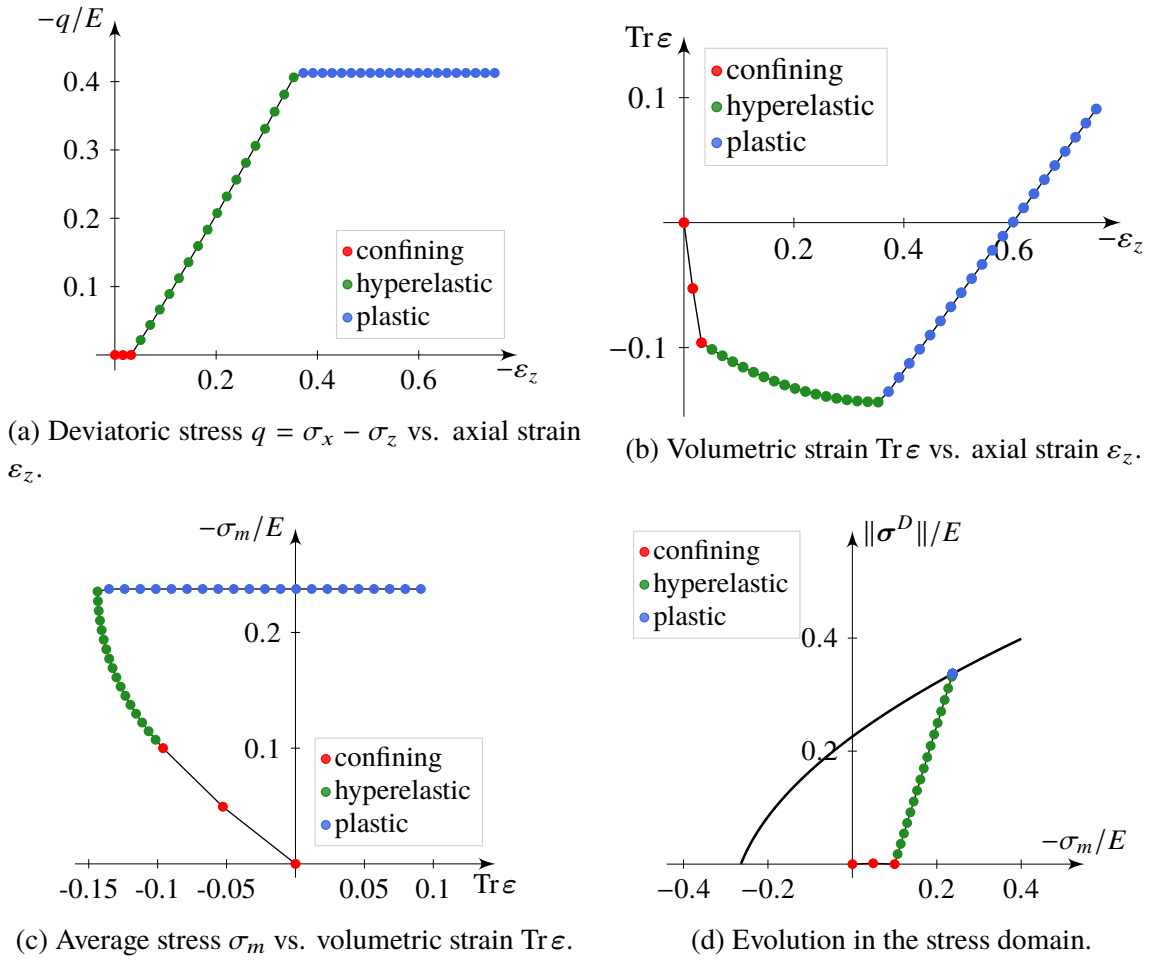 −q/E
0.4
0.3
0.2
0.1
0.2
0.4
0.6
−εz
confining
hyperelastic
plastic
(a) Deviatoric stress q = σx − σz vs. axial strain
εz.
Tr ε
0.1
−0.1
0.2
0.4
0.6
−εz
confining
hyperelastic
plastic
(b) Volumetric strain Tr ε vs. axial strain εz.
−σm/E
0.2
0.1
-0.15
-0.1
-0.05
0.05
0.1
Tr ε
confining
hyperelastic
plastic
(c) Average stress σm vs. volumetric strain Tr ε.
‖σD‖/E
confining
hyperelastic
plastic
0.4
0.2
−σm/E
−0.4
−0.2
0.2
0.4
(d) Evolution in the stress domain.